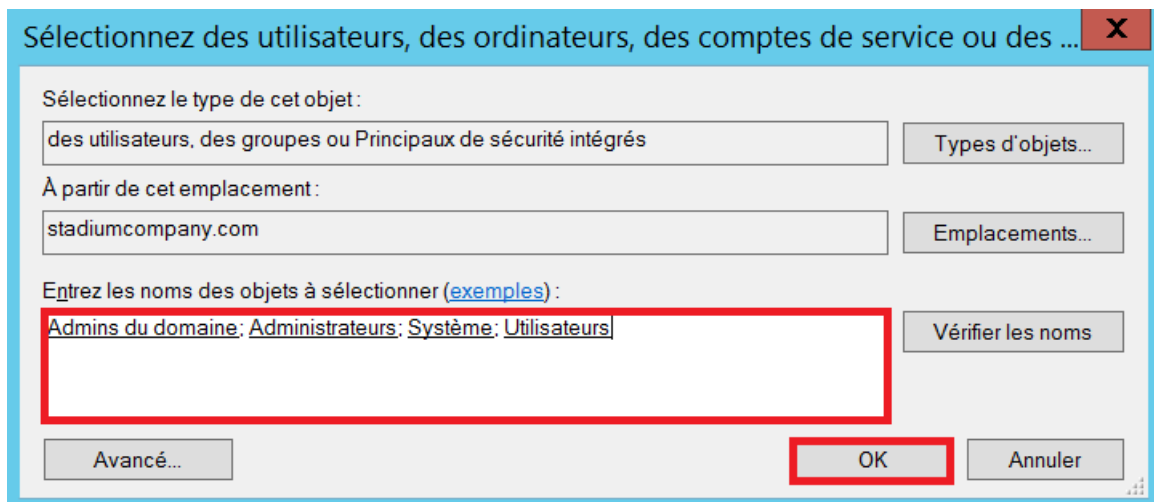 Sélectionnez des utilisateurs, des ordinateurs, des comptes de service ou des ...
X
Sélectionnez le type de cet objet :
des utilisateurs, des groupes ou Principaux de sécurité intégrés
Types d'objets...
À partir de cet emplacement :
stadiumcompany.com
Emplacements...
Entrez les noms des objets à sélectionner (exemples) :
Admins du domaine; Administrateurs; Système; Utilisateurs
Vérifier les noms
Avancé...
OK
Annuler